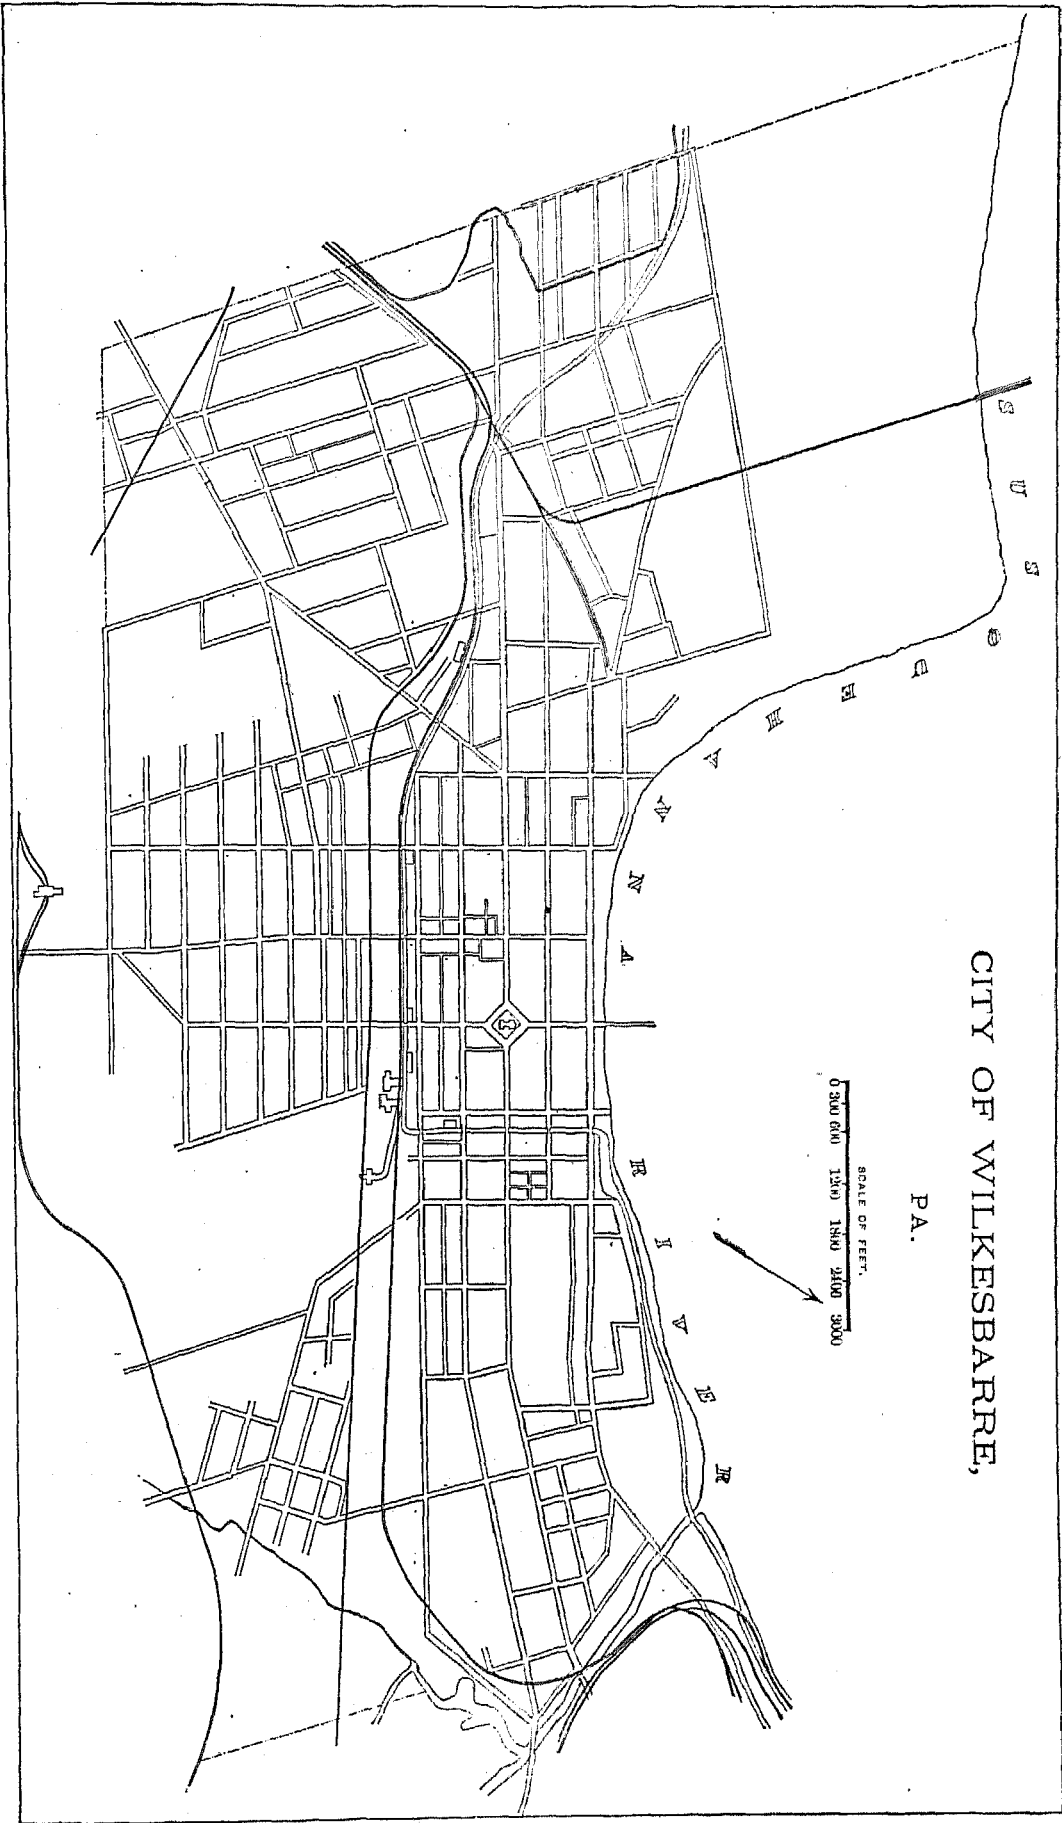 CITY OF WILKESBARRE,
PA.
SCALE OF FEET.
0 300 600 1200 1800 2400 3000
SUSQUEHANNA RIVER